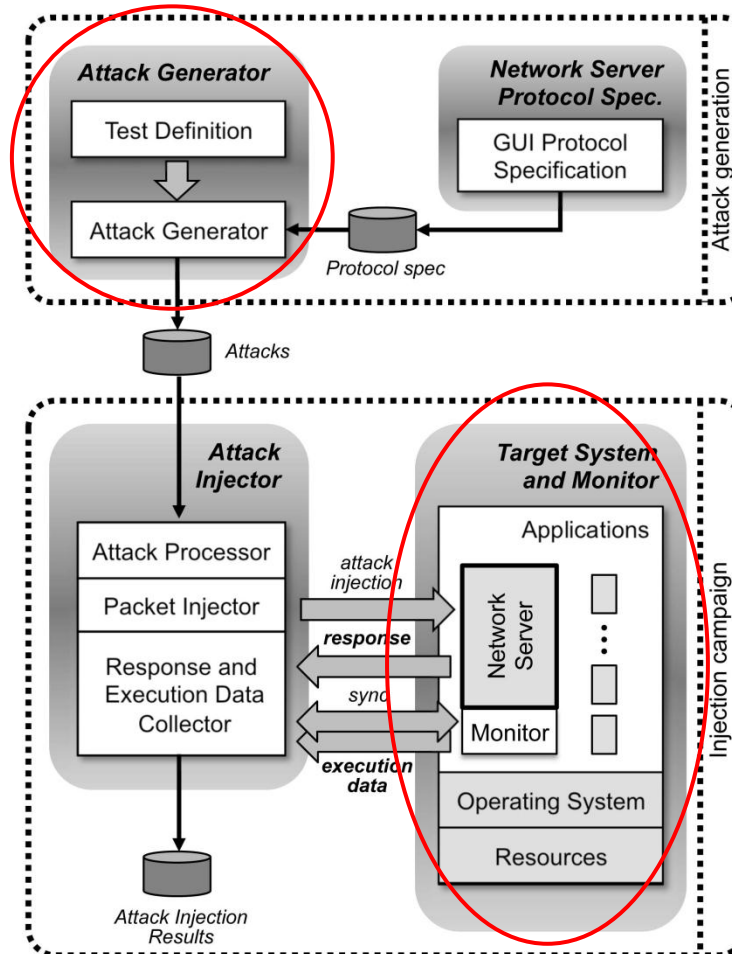 Attack Generator
Test Definition
Attack Generator
Network Server
Protocol Spec.
GUI Protocol
Specification
Protocol spec
Attack generation
Attacks
Attack
Injector
Attack Processor
Packet Injector
Response and
Execution Data
Collector
attack
injection
response
sync
execution
data
Target System
and Monitor
Applications
Network
Server
Monitor
Operating System
Resources
Injection campaign
Attack Injection
Results